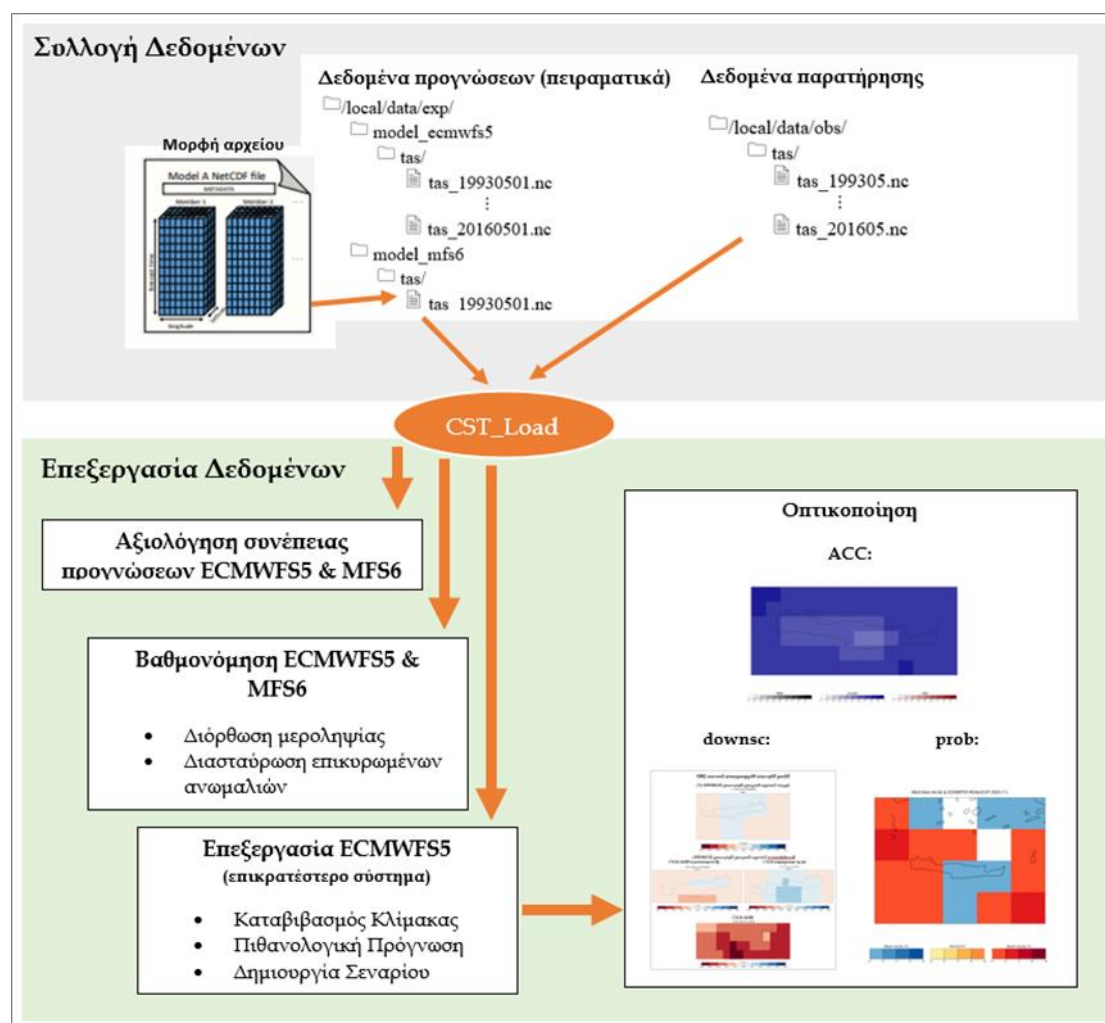 Συλλογή Δεδομένων
Δεδομένα προγνώσεων (πειραματικά)
/local/data/exp/
model_ecmwfs5
tas/
tas_19930501.nc
⋮
tas_20160501.nc
model_mfs6
tas/
tas_19930501.nc
Δεδομένα παρατήρησης
/local/data/obs/
tas/
tas_199305.nc
⋮
tas_201605.nc
Μορφή αρχείου
Model A NetCDF file
METADATA
Member 1 Member 2 ...
longitude
CST_Load
Επεξεργασία Δεδομένων
Αξιολόγηση συνέπειας
προγνώσεων ECMWFS5 & MFS6
Βαθμονόμηση ECMWFS5 &
MFS6
• Διόρθωση μεροληψίας
• Διασταύρωση επικυρωμένων
ανωμαλιών
Επεξεργασία ECMWFS5
(επικρατέστερο σύστημα)
• Καταβιβασμός Κλίμακας
• Πιθανολογική Πρόγνωση
• Δημιουργία Σεναρίου
Οπτικοποίηση
ACC:
downsc:
prob: